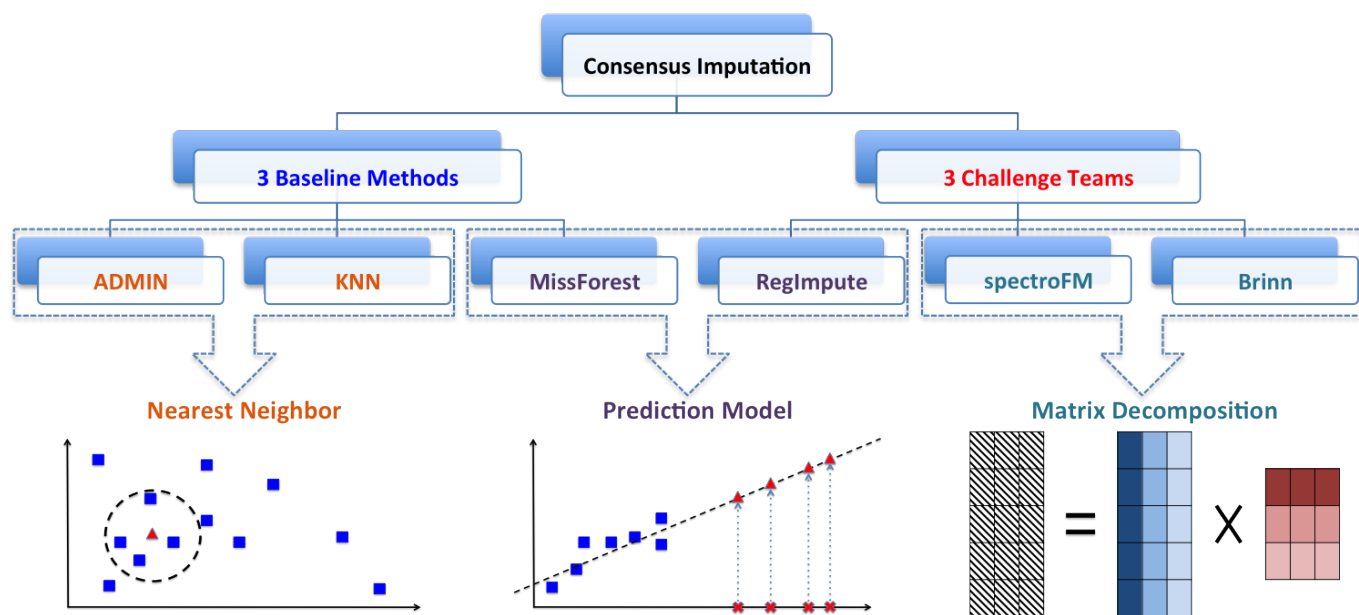 Consensus Imputation
3 Baseline Methods
3 Challenge Teams
ADMIN
KNN
MissForest
RegImpute
spectroFM
Brinn
Nearest Neighbor
Prediction Model
Matrix Decomposition
=
X